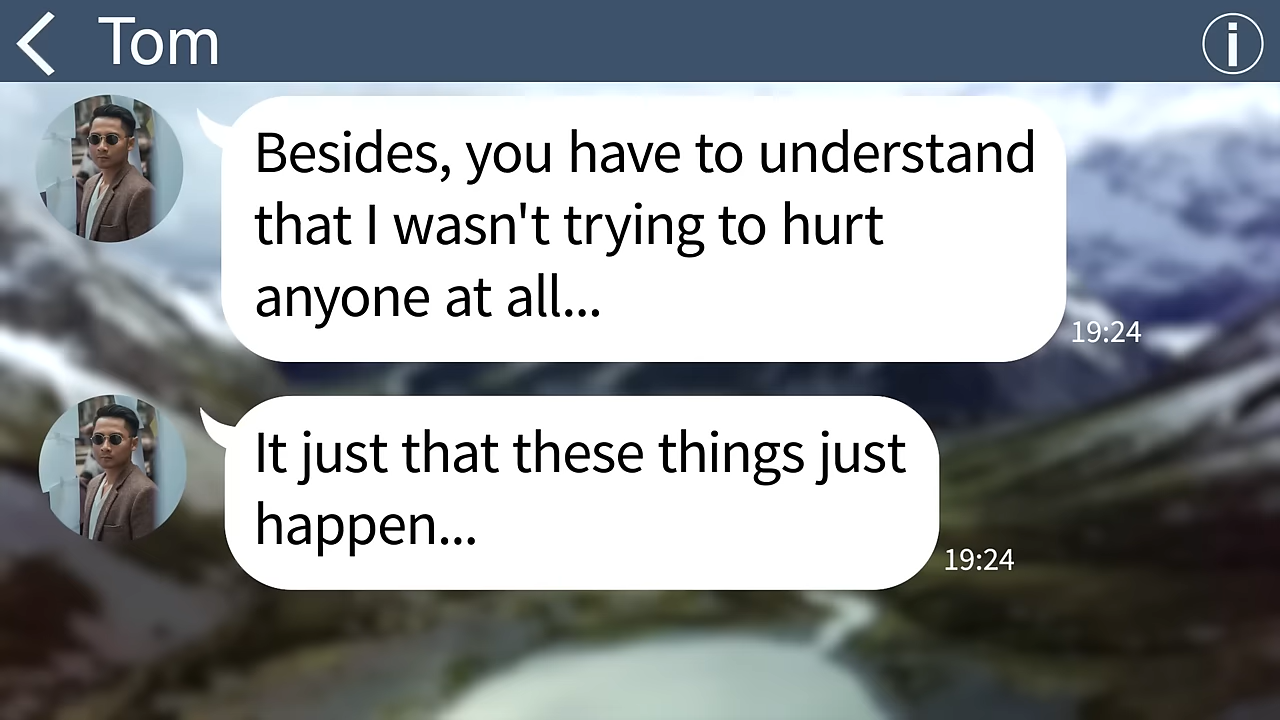 Tom
Besides, you have to understand
that I wasn't trying to hurt
anyone at all...
19:24
It just that these things just
happen...
19:24